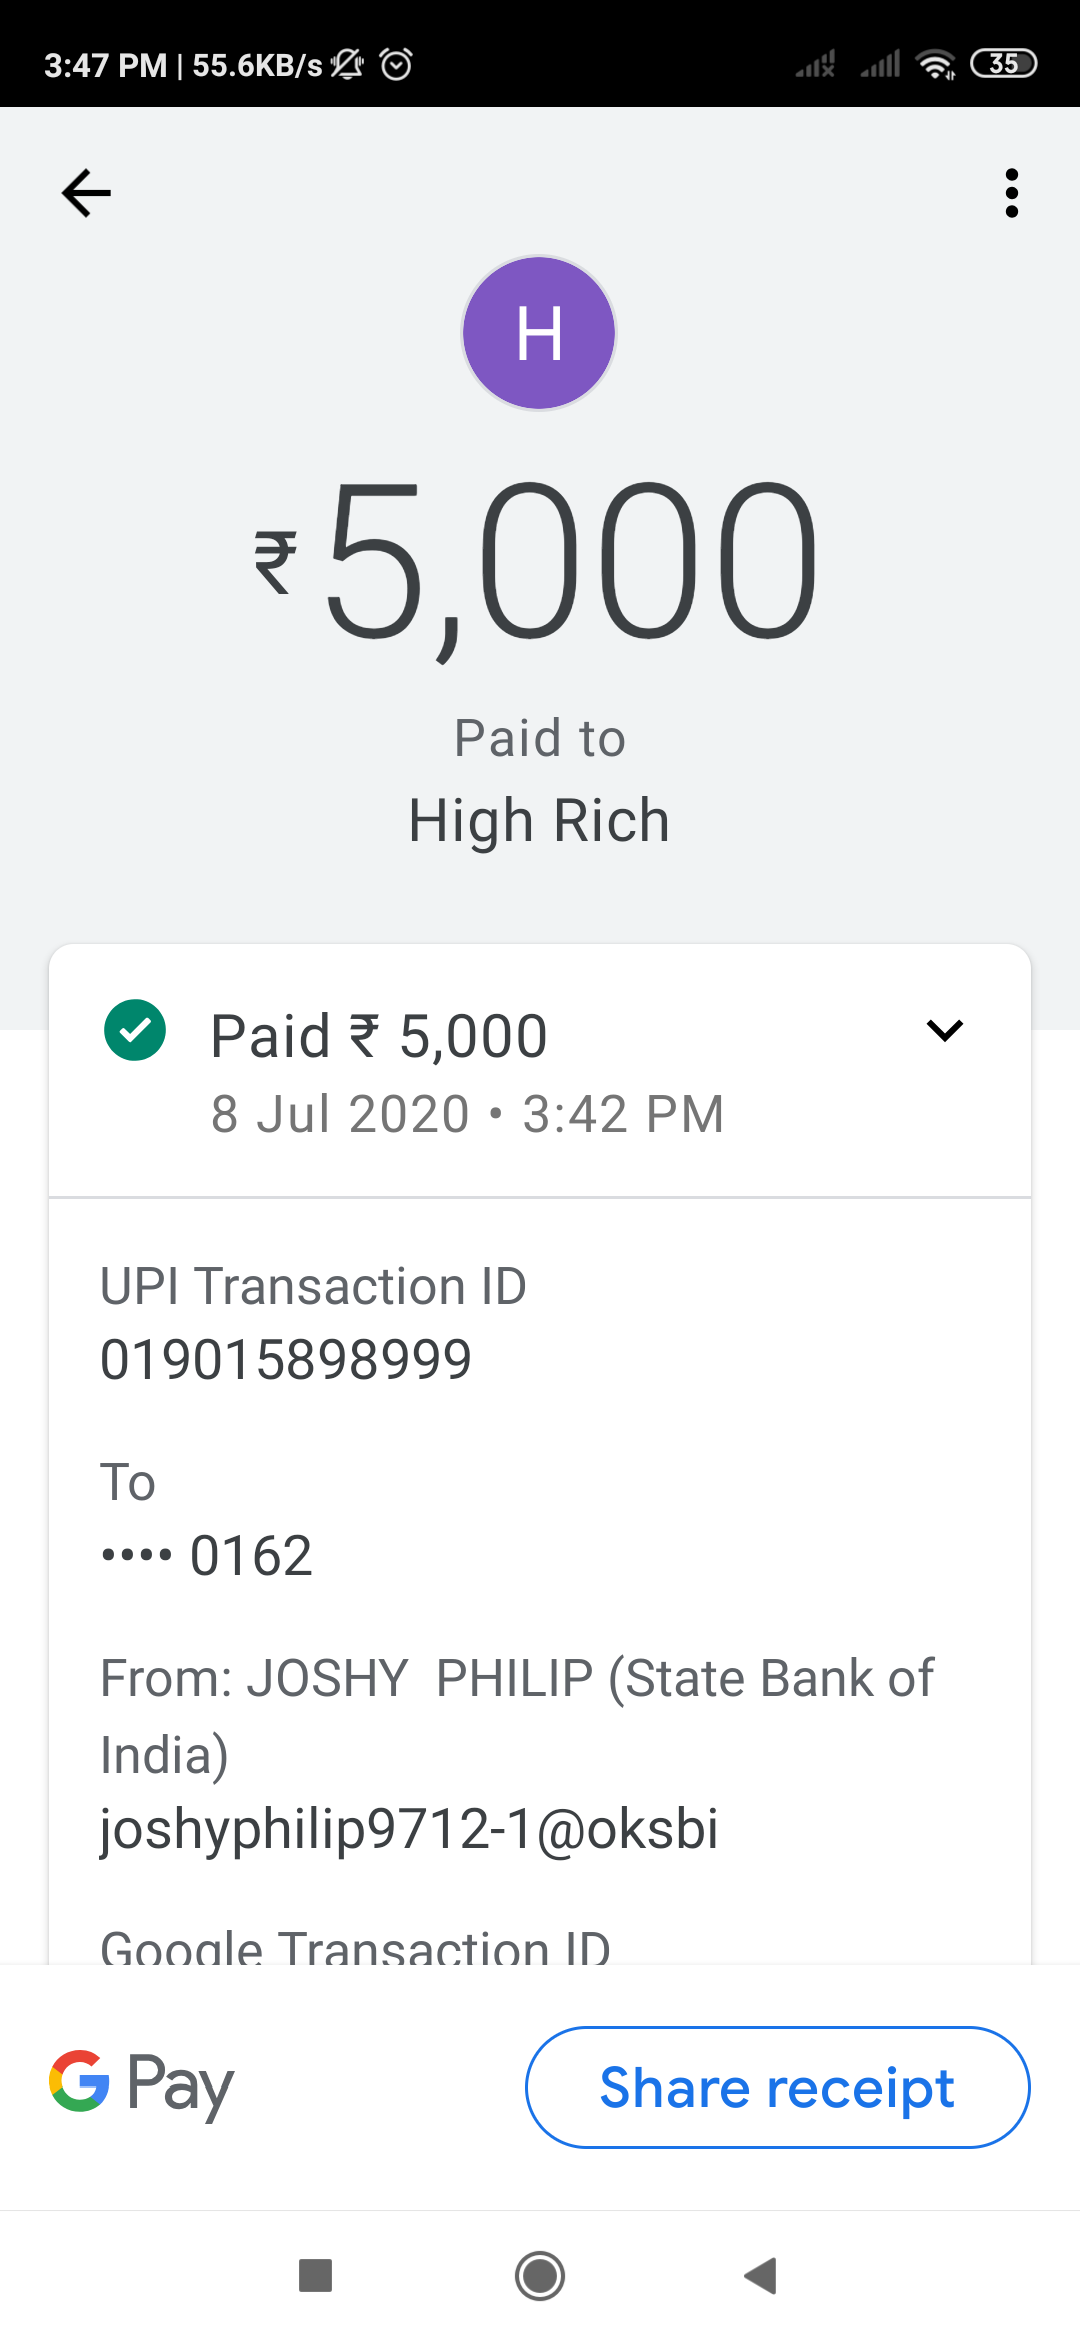 3:47 PM | 55.6KB/s 35
H
₹5,000
Paid to
High Rich
Paid ₹ 5,000
8 Jul 2020 • 3:42 PM
UPI Transaction ID
019015898999
To
•••• 0162
From: JOSHY  PHILIP (State Bank of
India)
joshyphilip9712-1@oksbi
Google Transaction ID
G Pay
Share receipt